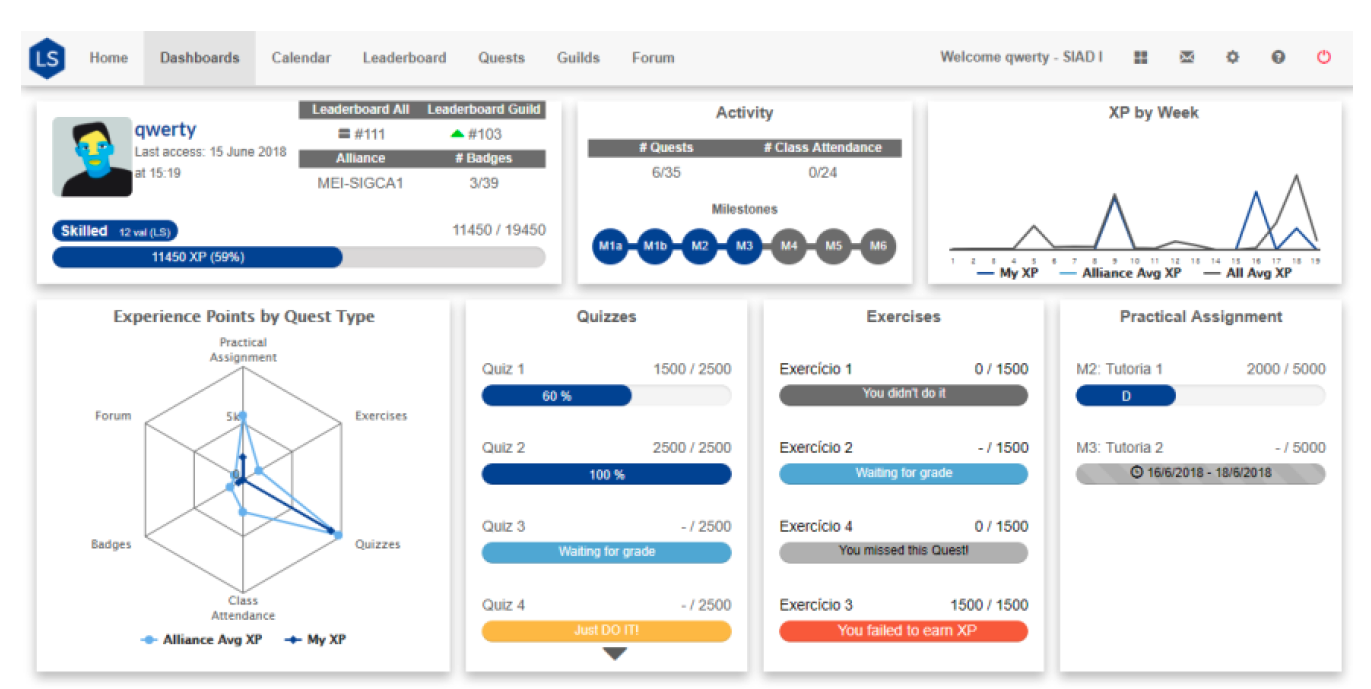 LS Home Dashboards Calendar Leaderboard Quests Guilds Forum Welcome qwerty - SIAD I
qwerty
Last access: 15 June 2018
at 15:19
Leaderboard All Leaderboard Guild
#111 #103
Alliance # Badges
MEI-SIGCA1 3/39
Skilled 12 val (LS) 11450 / 19450
11450 XP (59%)
Activity
# Quests # Class Attendance
6/35 0/24
Milestones
M1a M1b M2 M3 M4 M5 M6
XP by Week
1 2 3 4 5 6 7 8 9 10 11 12 13 14 15 16 17 18 19
My XP Alliance Avg XP All Avg XP
Experience Points by Quest Type
Practical
Assignment
Forum 5k Exercises
0
Badges Quizzes
Class
Attendance
Alliance Avg XP My XP
Quizzes
Quiz 1 1500 / 2500
60 %
Quiz 2 2500 / 2500
100 %
Quiz 3 - / 2500
Waiting for grade
Quiz 4 - / 2500
Just DO IT!
Exercises
Exercício 1 0 / 1500
You didn't do it
Exercício 2 - / 1500
Waiting for grade
Exercício 4 0 / 1500
You missed this Quest!
Exercício 3 1500 / 1500
You failed to earn XP
Practical Assignment
M2: Tutoria 1 2000 / 5000
D
M3: Tutoria 2 - / 5000
16/6/2018 - 18/6/2018